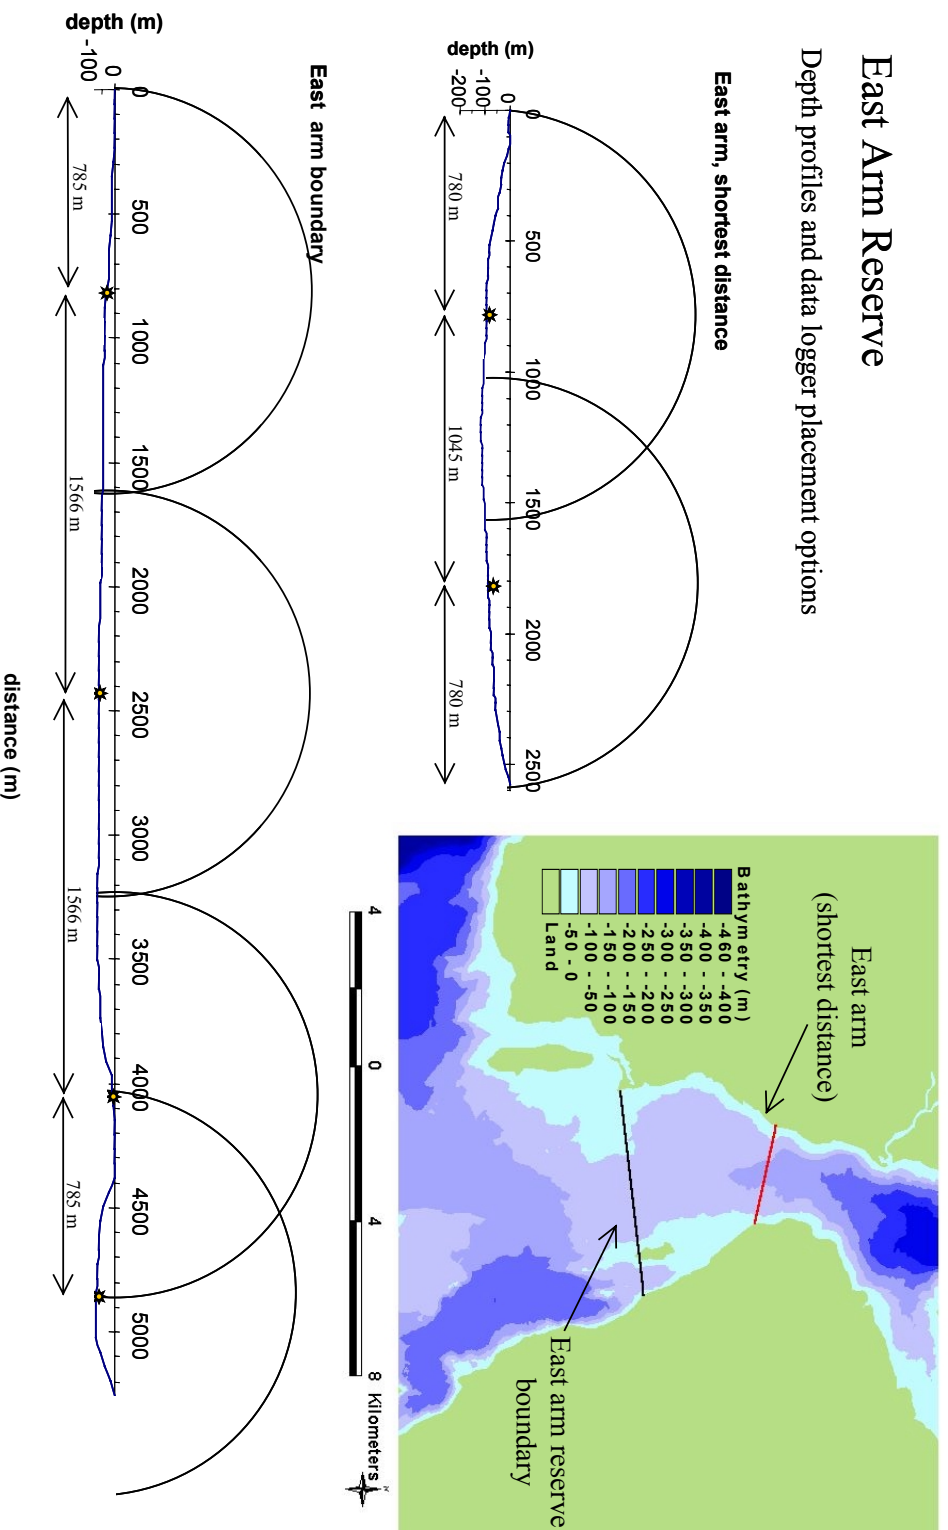 East Arm Reserve
Depth profiles and data logger placement options
East arm, shortest distance
depth (m)
0
-100
-200
0
500
1000
1500
2000
2500
780 m
1045 m
780 m
East arm boundary
depth (m)
0
-100
0
500
1000
1500
2000
2500
3000
3500
4000
4500
5000
785 m
1566 m
1566 m
785 m
distance (m)
East arm
(shortest distance)
Bathymetry (m)
-460 - -400
-400 - -350
-350 - -300
-300 - -250
-250 - -200
-200 - -150
-150 - -100
-100 - -50
-50 - 0
Land
East arm reserve
boundary
4
0
4
8 Kilometers